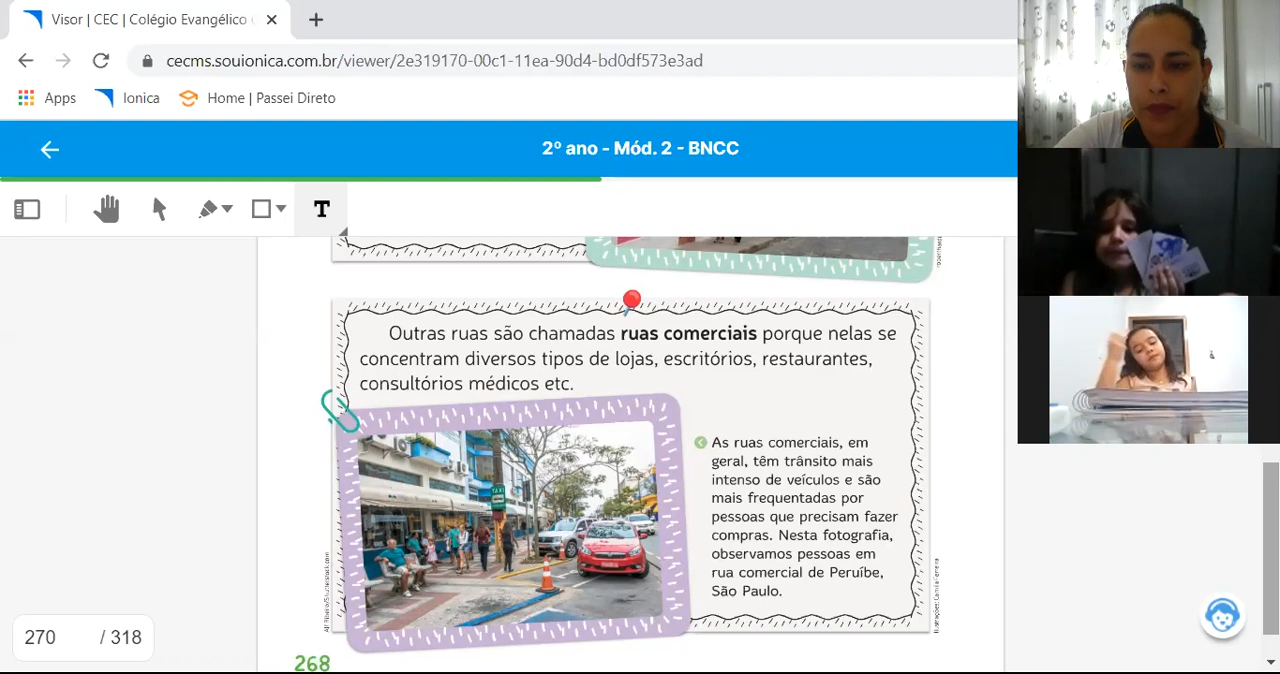 Visor | CEC | Colégio Evangélico
cecms.souionica.com.br/viewer/2e319170-00c1-11ea-90d4-bd0df573e3ad
Apps Ionica Home | Passei Direto
2º ano - Mód. 2 - BNCC
T
Outras ruas são chamadas ruas comerciais porque nelas se
concentram diversos tipos de lojas, escritórios, restaurantes,
consultórios médicos etc.
TAXI
As ruas comerciais, em
geral, têm trânsito mais
intenso de veículos e são
mais frequentadas por
pessoas que precisam fazer
compras. Nesta fotografia,
observamos pessoas em
rua comercial de Peruíbe,
São Paulo.
Ilustrações: Camila Ferreira
270 / 318
268